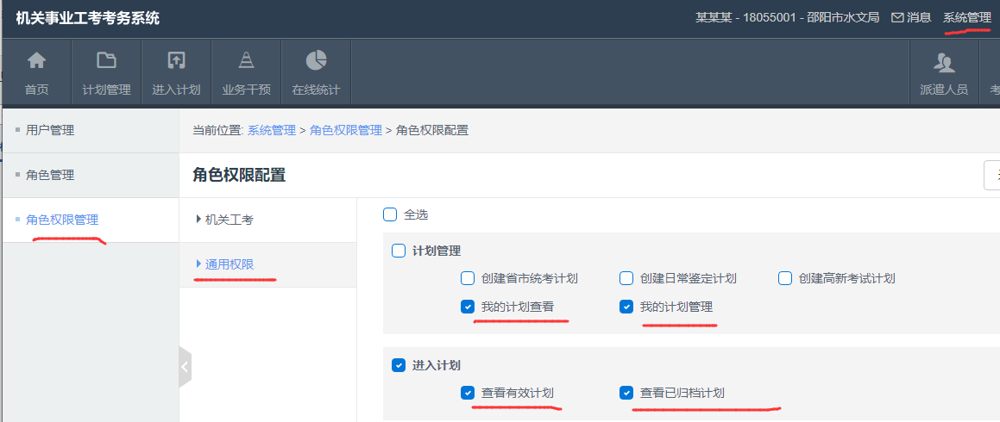 机关事业工考考务系统 某某某 - 18055001 - 邵阳市水文局 消息 系统管理
首页 计划管理 进入计划 业务干预 在线统计 派遣人员
用户管理
当前位置: 系统管理 > 角色权限管理 > 角色权限配置
角色管理
角色权限配置
角色权限管理
机关工考
全选
通用权限
计划管理
创建省市统考计划 创建日常鉴定计划 创建高新考试计划
我的计划查看 我的计划管理
进入计划
查看有效计划 查看已归档计划